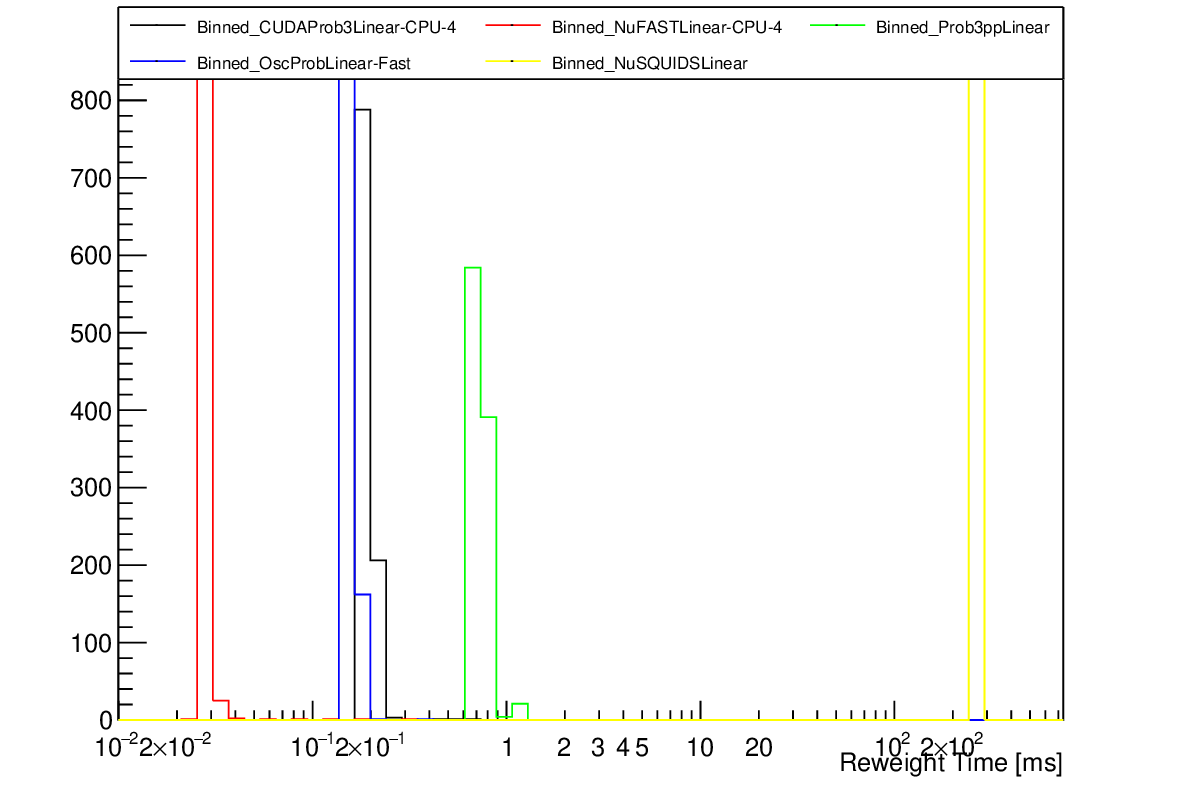 Binned_CUDAProb3Linear-CPU-4 Binned_NuFASTLinear-CPU-4 Binned_Prob3ppLinear
Binned_OscProbLinear-Fast Binned_NuSQUIDSLinear
800
700
600
500
400
300
200
100
0
10⁻² 2×10⁻² 10⁻¹ 2×10⁻¹ 1 2 3 4 5 10 20 10² 2×10²
Reweight Time [ms]